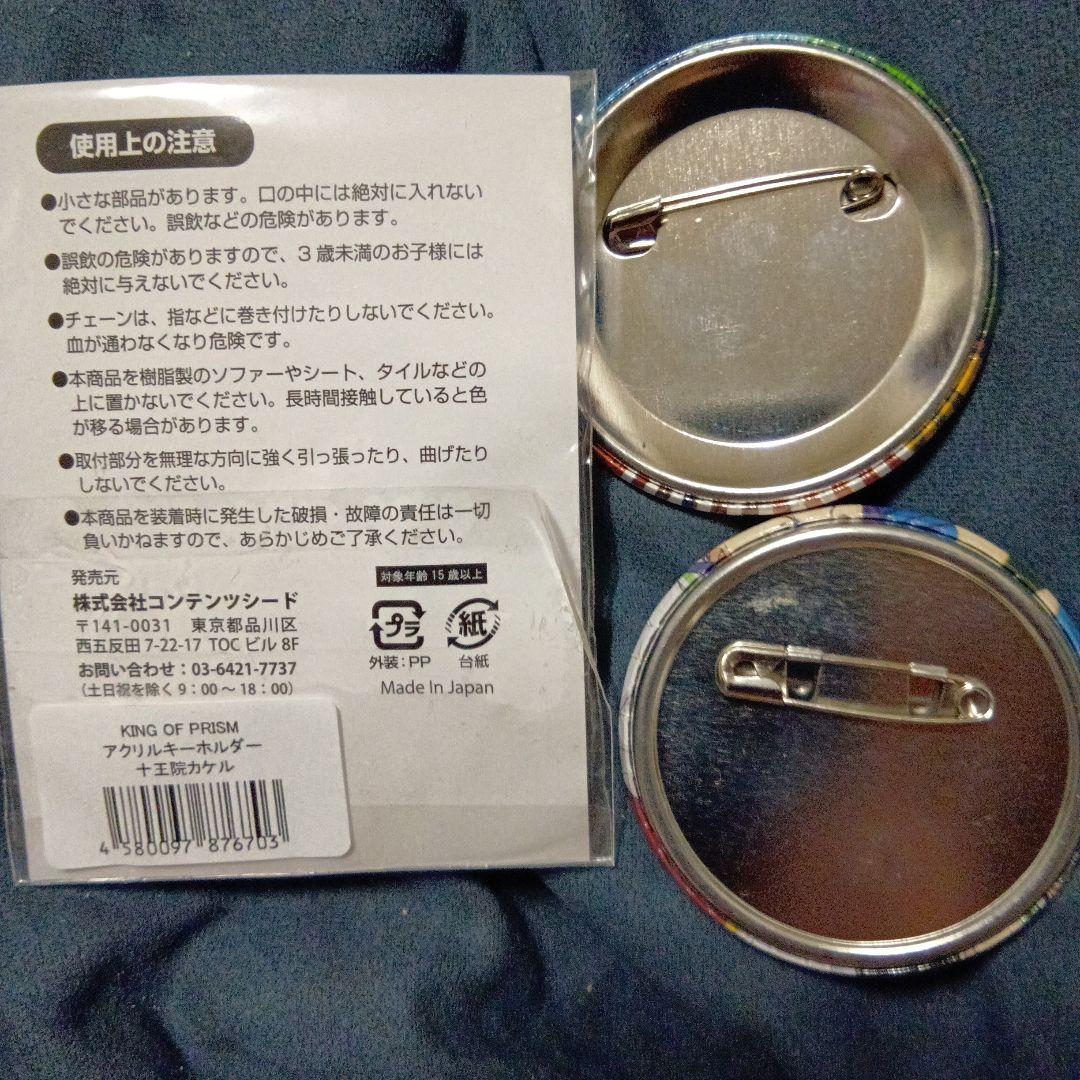 使用上の注意
●小さな部品があります。口の中には絶対に入れない
でください。誤飲などの危険があります。
●誤飲の危険がありますので、3歳未満のお子様には
絶対に与えないでください。
●チェーンは、指などに巻き付けたりしないでください。
血が通わなくなり危険です。
●本商品を樹脂製のソファーやシート、タイルなどの
上に置かないでください。長時間接触していると色
が移る場合があります。
●取付部分を無理な方向に強く引っ張ったり、曲げたり
しないでください。
●本商品を装着時に発生した破損・故障の責任は一切
負いかねますので、あらかじめご了承ください。
発売元
株式会社コンテンツシード
〒141-0031 東京都品川区
西五反田 7-22-17 TOC ビル 8F
お問い合わせ：03-6421-7737
（土日祝を除く 9：00～18：00）
対象年齢 15 歳以上
プラ
紙
外装：PP
台紙
Made In Japan
KING OF PRISM
アクリルキーホルダー
十王院カケル
4 580097 876703